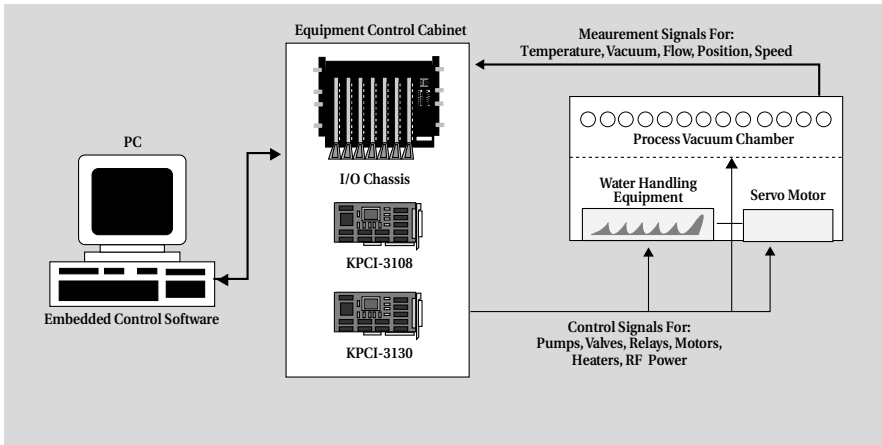 Equipment Control Cabinet
Meaurement Signals For:
Temperature, Vacuum, Flow, Position, Speed
PC
Process Vacuum Chamber
I/O Chassis
Water Handling
Equipment
Servo Motor
KPCI-3108
Embedded Control Software
KPCI-3130
Control Signals For:
Pumps, Valves, Relays, Motors,
Heaters, RF Power